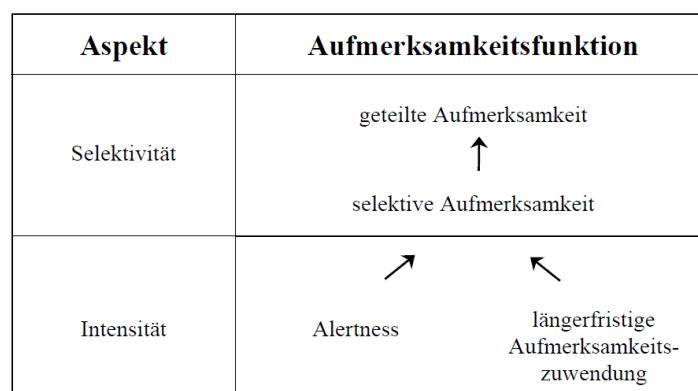 Aspekt
Aufmerksamkeitsfunktion
Selektivität
geteilte Aufmerksamkeit
selektive Aufmerksamkeit
Intensität
Alertness
längerfristige
Aufmerksamkeits-
zuwendung